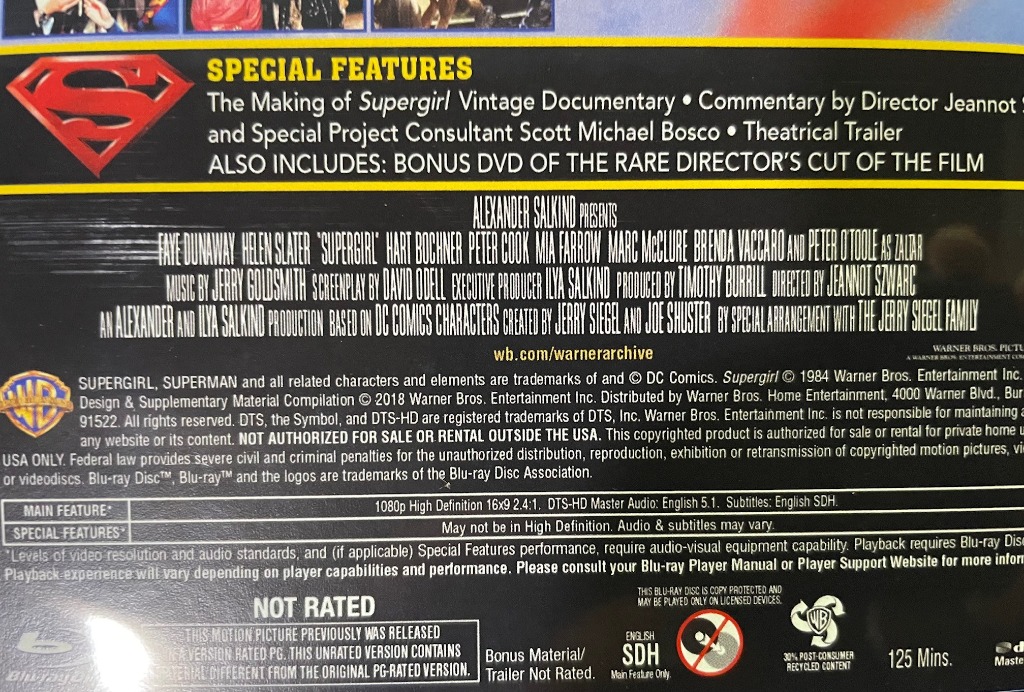 SPECIAL FEATURES
The Making of Supergirl Vintage Documentary • Commentary by Director Jeannot
and Special Project Consultant Scott Michael Bosco • Theatrical Trailer
ALSO INCLUDES: BONUS DVD OF THE RARE DIRECTOR'S CUT OF THE FILM
ALEXANDER SALKIND PRESENTS
FAYE DUNAWAY HELEN SLATER "SUPERGIRL" HART BOCHNER PETER COOK MIA FARROW MARC McCLURE BRENDA VACCARO AND PETER O'TOOLE AS ZALTAR
MUSIC BY JERRY GOLDSMITH SCREENPLAY BY DAVID ODELL EXECUTIVE PRODUCER ILYA SALKIND PRODUCED BY TIMOTHY BURRILL DIRECTED BY JEANNOT SZWARC
AN ALEXANDER AND ILYA SALKIND PRODUCTION BASED ON DC COMICS CHARACTERS CREATED BY JERRY SIEGEL AND JOE SHUSTER BY SPECIAL ARRANGEMENT WITH THE JERRY SIEGEL FAMILY
wb.com/warnerarchive
WARNER BROS. PICTU
A WARNER BROS. ENTERTAINMENT CO
SUPERGIRL, SUPERMAN and all related characters and elements are trademarks of and © DC Comics. Supergirl © 1984 Warner Bros. Entertainment Inc.
Design & Supplementary Material Compilation © 2018 Warner Bros. Entertainment Inc. Distributed by Warner Bros. Home Entertainment, 4000 Warner Blvd., Bur
91522. All rights reserved. DTS, the Symbol, and DTS-HD are registered trademarks of DTS, Inc. Warner Bros. Entertainment Inc. is not responsible for maintaining a
any website or its content. NOT AUTHORIZED FOR SALE OR RENTAL OUTSIDE THE USA. This copyrighted product is authorized for sale or rental for private home u
USA ONLY. Federal law provides severe civil and criminal penalties for the unauthorized distribution, reproduction, exhibition or retransmission of copyrighted motion pictures, vi
or videodiscs. Blu-ray Disc™, Blu-ray™ and the logos are trademarks of the Blu-ray Disc Association.
MAIN FEATURE* 1080p High Definition 16x9 2.4:1. DTS-HD Master Audio: English 5.1. Subtitles: English SDH.
SPECIAL FEATURES* May not be in High Definition. Audio & subtitles may vary.
*Levels of video resolution and audio standards, and (if applicable) Special Features performance, require audio-visual equipment capability. Playback requires Blu-ray Disc
Playback experience will vary depending on player capabilities and performance. Please consult your Blu-ray Player Manual or Player Support Website for more inform
NOT RATED
THIS MOTION PICTURE PREVIOUSLY WAS RELEASED
VERSION RATED PG. THIS UNRATED VERSION CONTAINS
DIFFERENT FROM THE ORIGINAL PG-RATED VERSION.
Blu-ray Disc
Bonus Material/
Trailer Not Rated.
THIS BLU-RAY DISC IS COPY PROTECTED AND
MAY BE PLAYED ONLY ON LICENSED DEVICES.
ENGLISH
SDH
Main Feature Only.
WB
30% POST-CONSUMER
RECYCLED CONTENT
125 Mins.
Maste